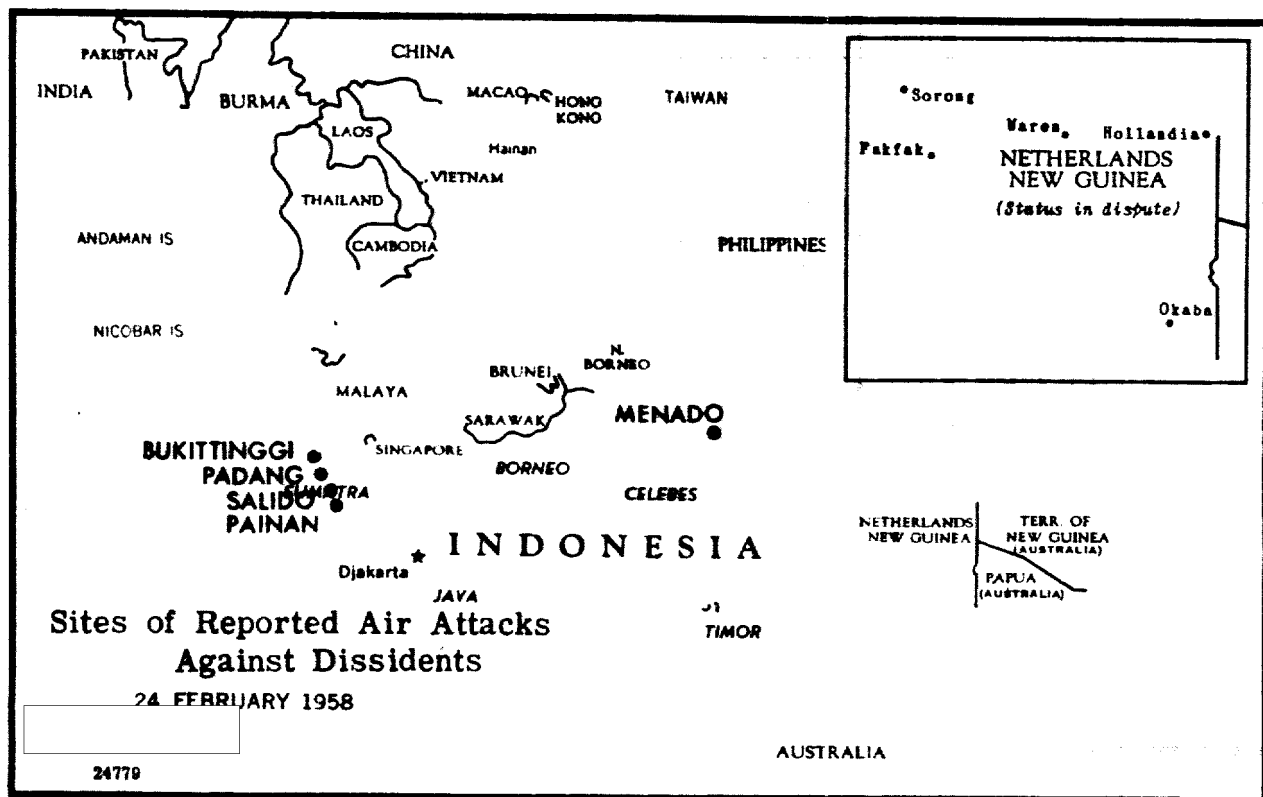 PAKISTAN
CHINA
INDIA
BURMA
MACAO
HONG
KONG
TAIWAN
LAOS
Hainan
VIETNAM
THAILAND
CAMBODIA
ANDAMAN IS
PHILIPPINES
NICOBAR IS
Sorong
Waren
Hollandia
Fakfak
NETHERLANDS
NEW GUINEA
(Status in dispute)
Okaba
N.
BORNEO
BRUNEI
MALAYA
SARAWAK
MENADO
BUKITTINGGI
SINGAPORE
PADANG
BORNEO
SUMATRA
SALIDO
CELEBES
PAINAN
NETHERLANDS
NEW GUINEA
TERR. OF
NEW GUINEA
(AUSTRALIA)
INDONESIA
Djakarta
PAPUA
(AUSTRALIA)
JAVA
TIMOR
Sites of Reported Air Attacks
Against Dissidents
24 FEBRUARY 1958
AUSTRALIA
24779